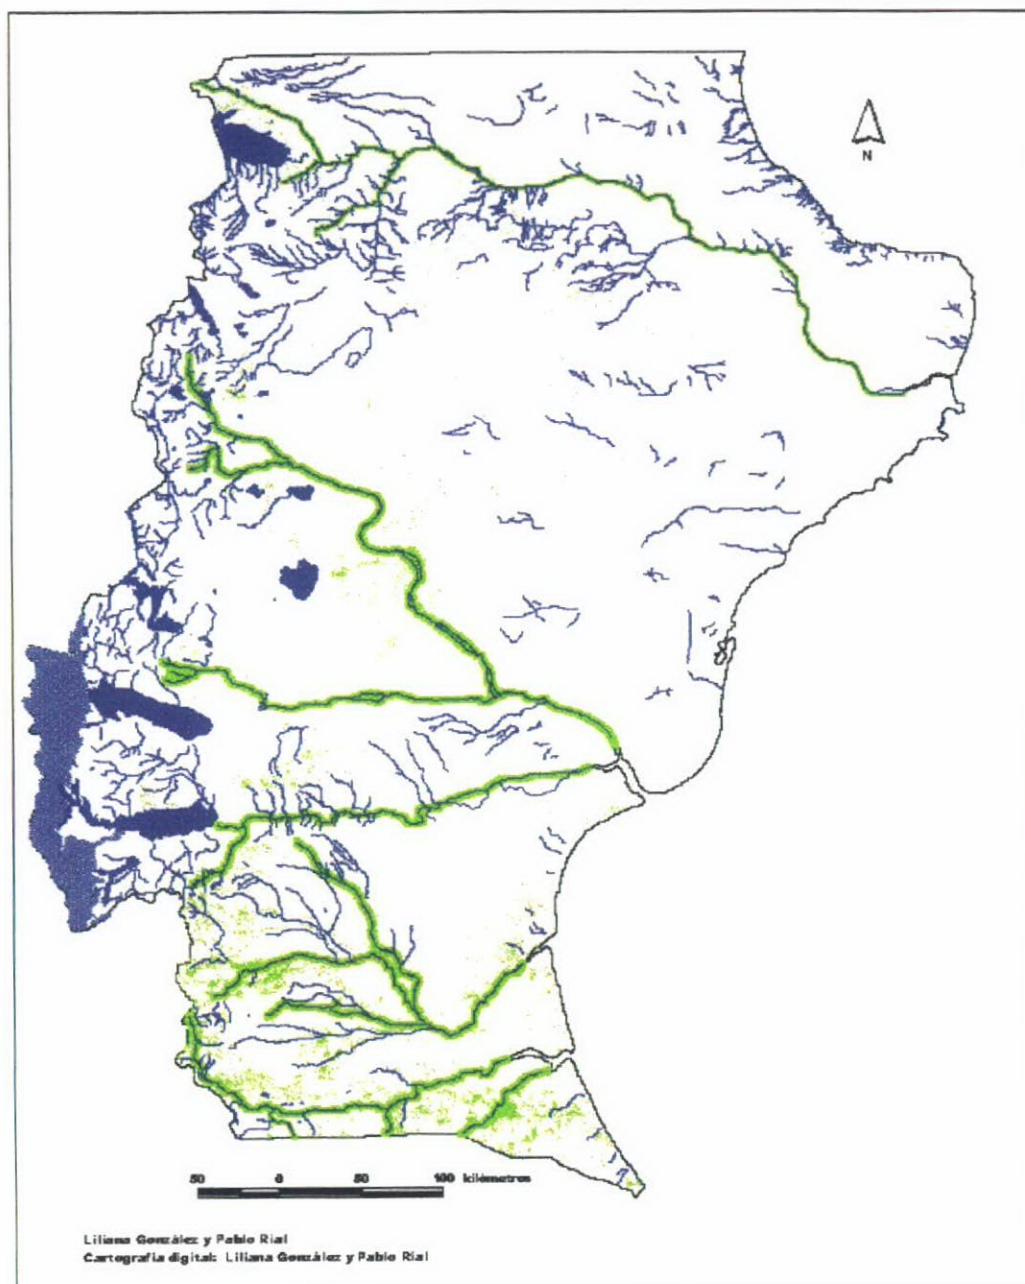 N
50 0 50 100 kilómetros
Liliana González y Pablo Rial
Cartografía digital: Liliana González y Pablo Rial